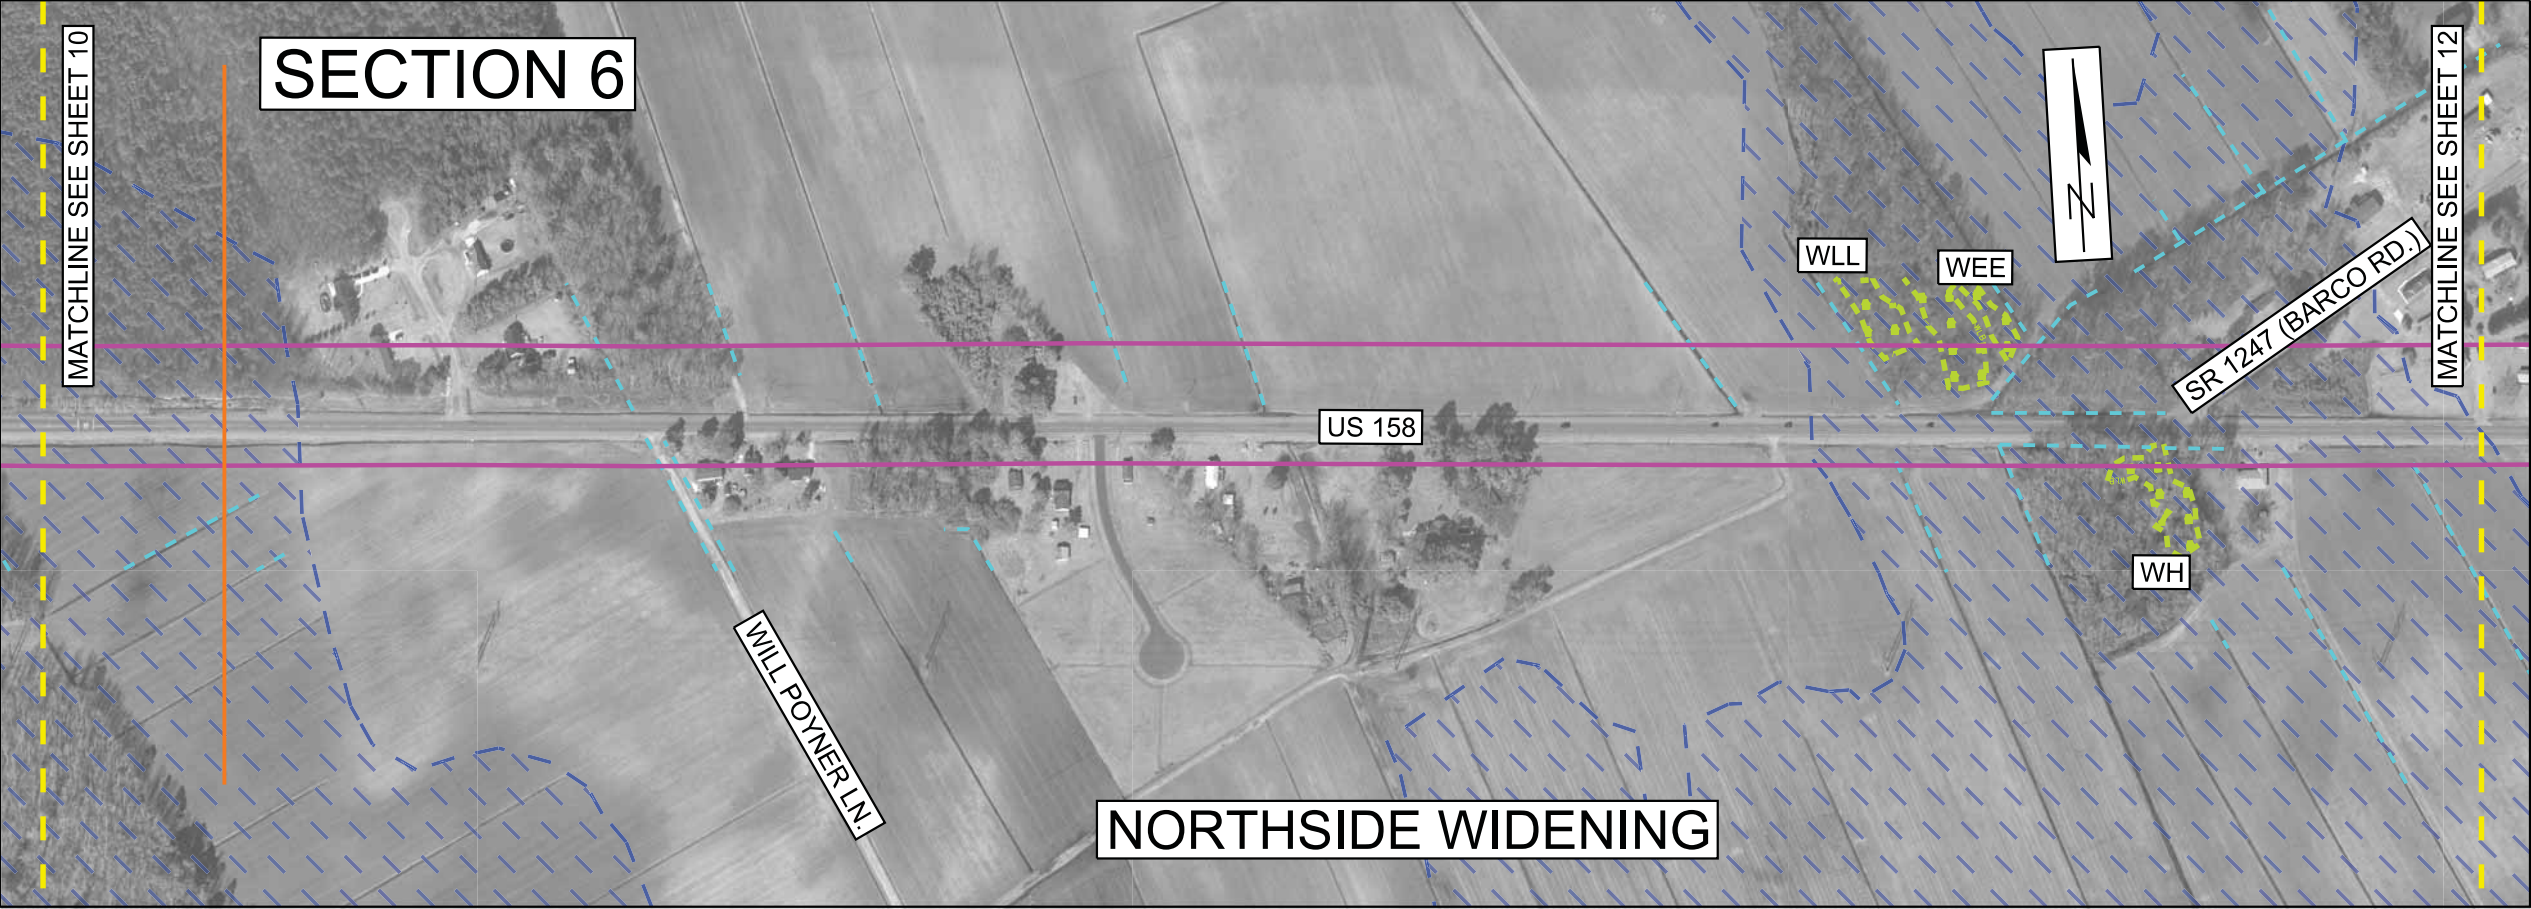 MATCHLINE SEE SHEET 10
SECTION 6
WLL
WEE
N
SR 1247 (BARCO RD.)
MATCHLINE SEE SHEET 12
US 158
WH
WILL POYNER LN.
NORTHSIDE WIDENING